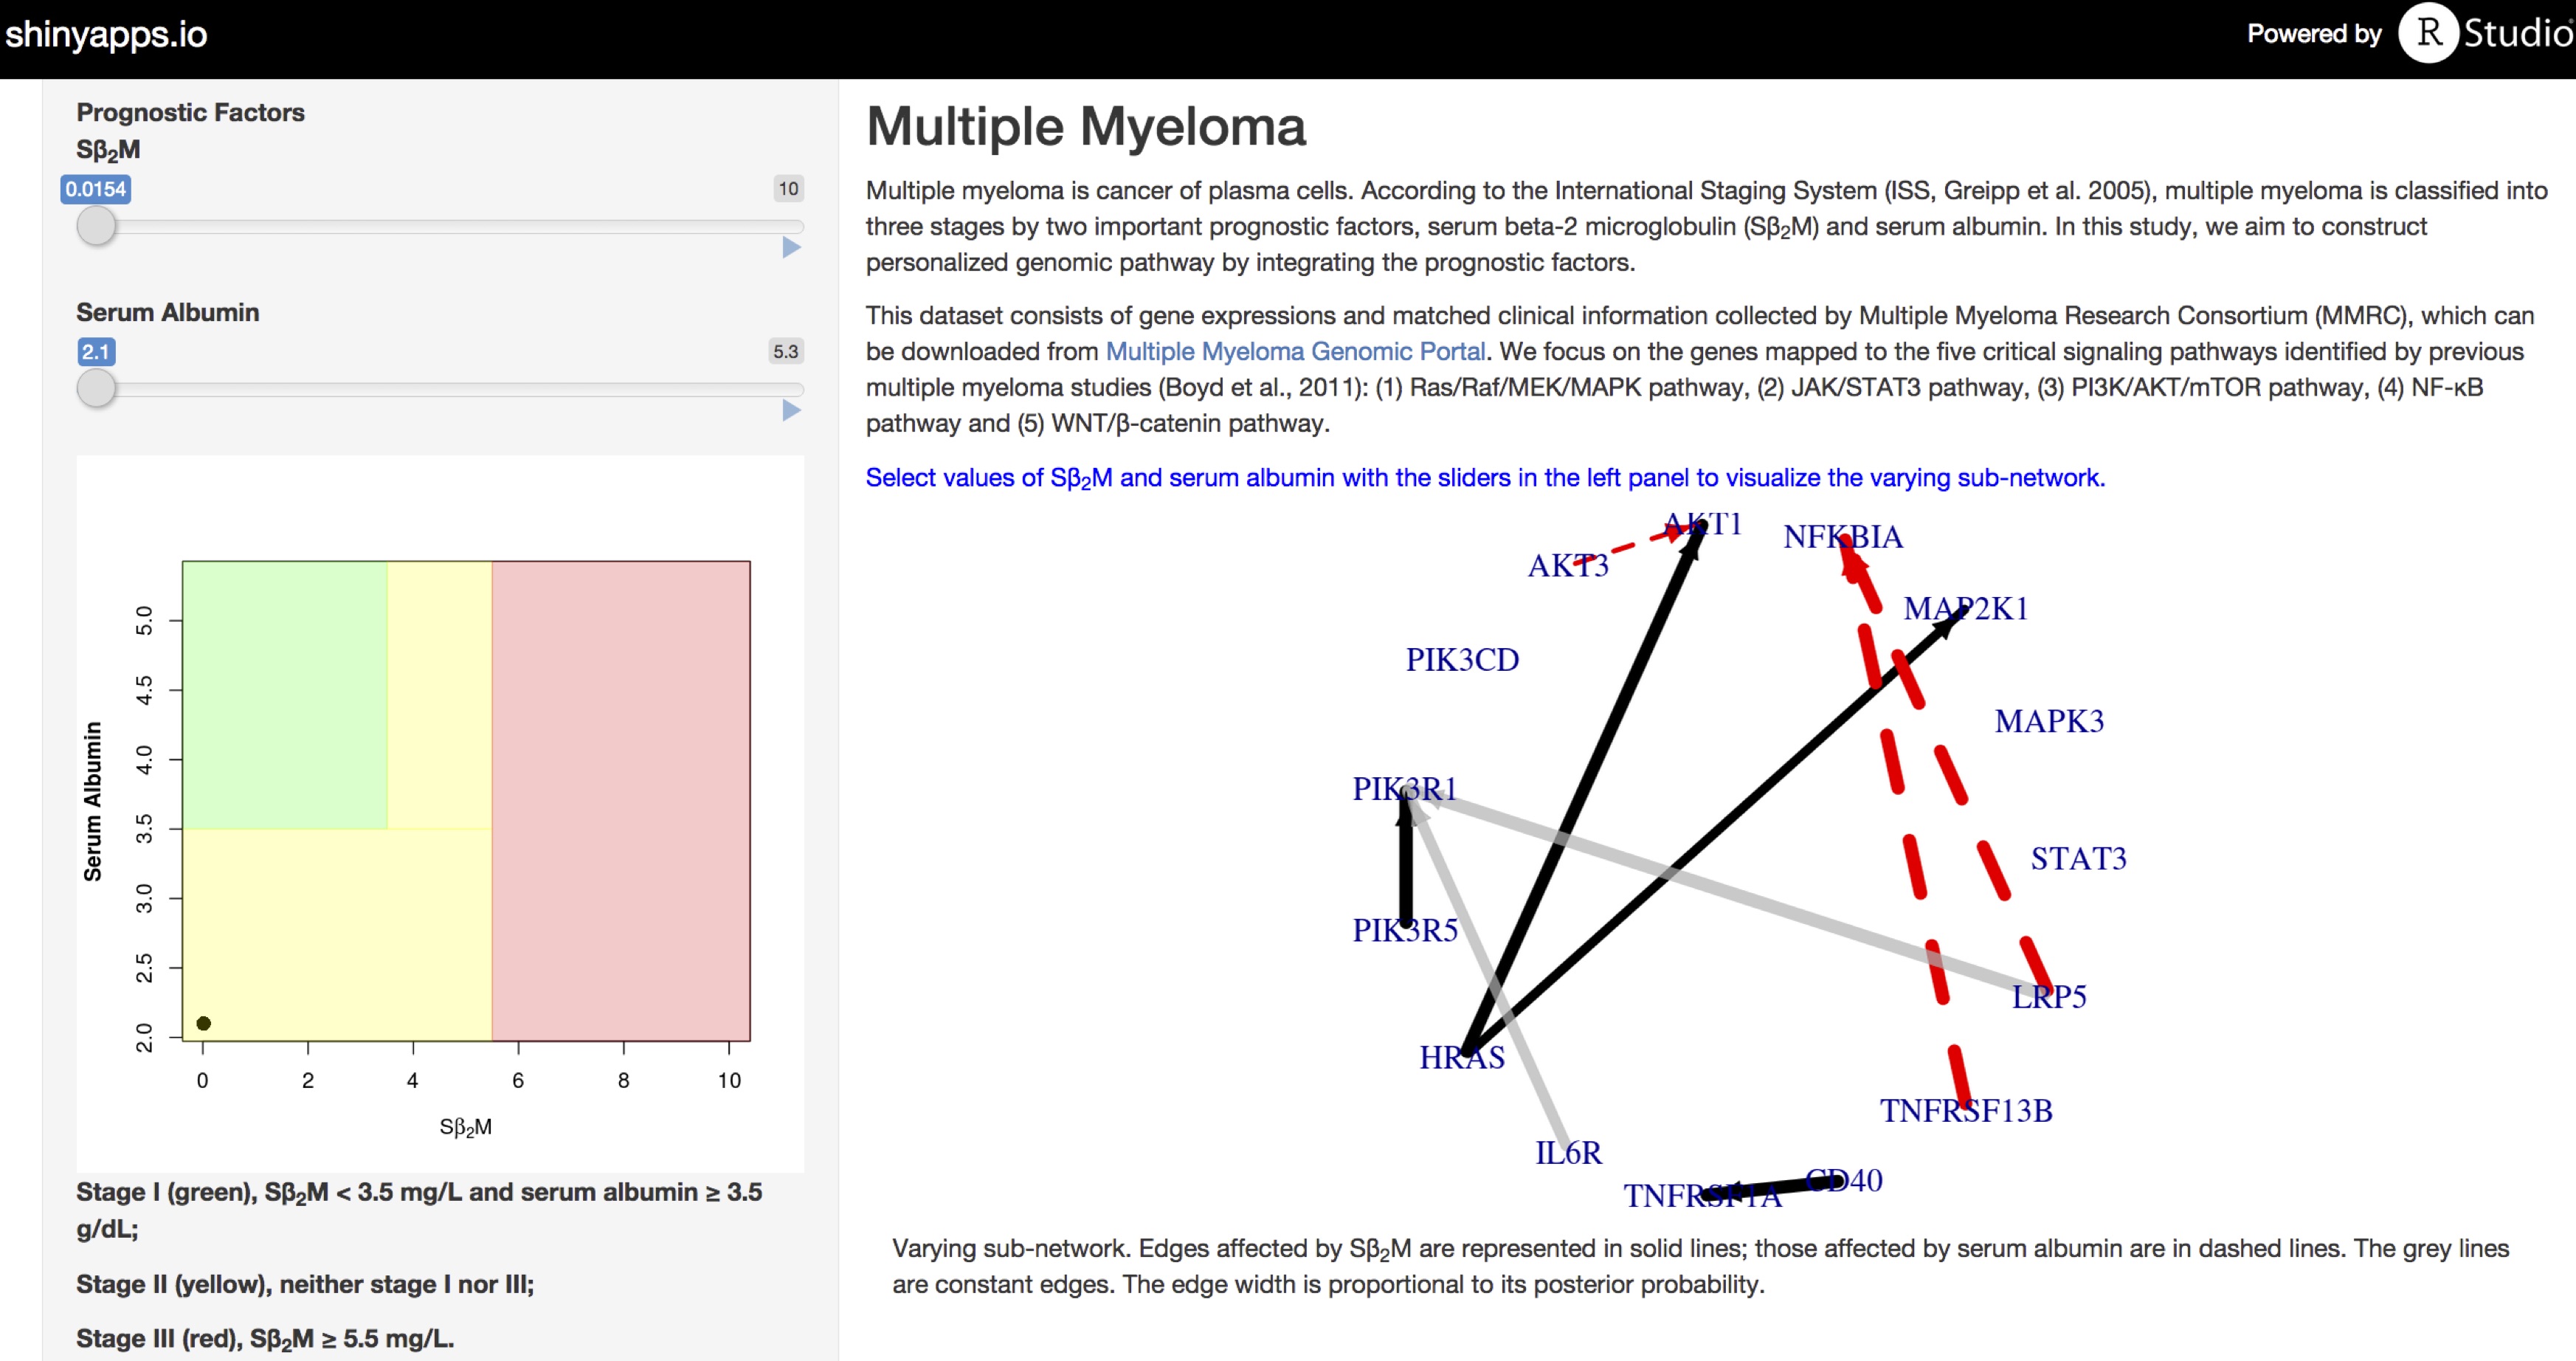 shinyapps.io
Powered by R Studio
Prognostic Factors
Sβ₂M
0.0154
10
Serum Albumin
2.1
5.3
Serum Albumin
5.0
4.5
4.0
3.5
3.0
2.5
2.0
0 2 4 6 8 10
Sβ₂M
Stage I (green), Sβ₂M < 3.5 mg/L and serum albumin ≥ 3.5
g/dL;
Stage II (yellow), neither stage I nor III;
Stage III (red), Sβ₂M ≥ 5.5 mg/L.
Multiple Myeloma
Multiple myeloma is cancer of plasma cells. According to the International Staging System (ISS, Greipp et al. 2005), multiple myeloma is classified into
three stages by two important prognostic factors, serum beta-2 microglobulin (Sβ₂M) and serum albumin. In this study, we aim to construct
personalized genomic pathway by integrating the prognostic factors.
This dataset consists of gene expressions and matched clinical information collected by Multiple Myeloma Research Consortium (MMRC), which can
be downloaded from Multiple Myeloma Genomic Portal. We focus on the genes mapped to the five critical signaling pathways identified by previous
multiple myeloma studies (Boyd et al., 2011): (1) Ras/Raf/MEK/MAPK pathway, (2) JAK/STAT3 pathway, (3) PI3K/AKT/mTOR pathway, (4) NF-κB
pathway and (5) WNT/β-catenin pathway.
Select values of Sβ₂M and serum albumin with the sliders in the left panel to visualize the varying sub-network.
AKT1
NFKBIA
AKT3
MAP2K1
PIK3CD
MAPK3
PIK3R1
STAT3
PIK3R5
LRP5
HRAS
TNFRSF13B
IL6R
CD40
TNFRSF1A
Varying sub-network. Edges affected by Sβ₂M are represented in solid lines; those affected by serum albumin are in dashed lines. The grey lines
are constant edges. The edge width is proportional to its posterior probability.